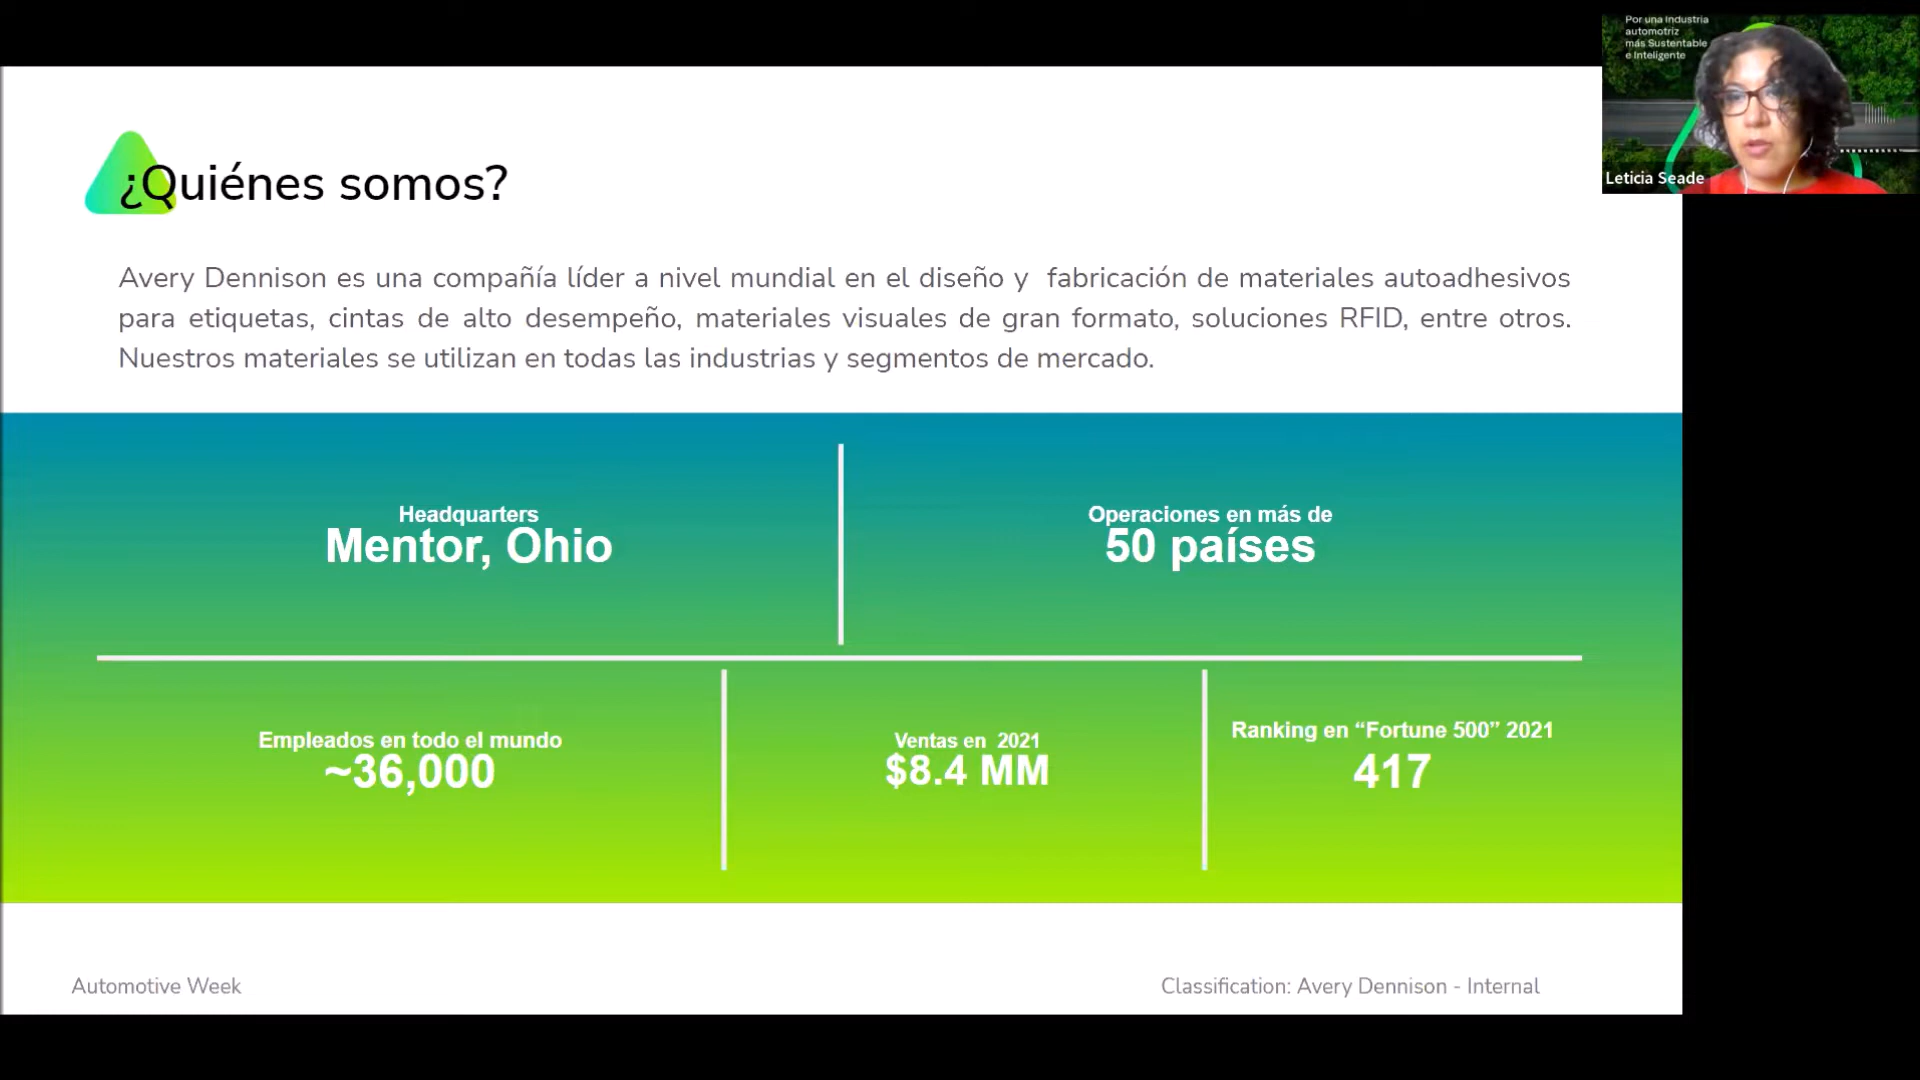 Por una Industria
automotriz
más Sustentable
e Inteligente
Leticia Seade
¿Quiénes somos?
Avery Dennison es una compañía líder a nivel mundial en el diseño y fabricación de materiales autoadhesivos
para etiquetas, cintas de alto desempeño, materiales visuales de gran formato, soluciones RFID, entre otros.
Nuestros materiales se utilizan en todas las industrias y segmentos de mercado.
Headquarters
Mentor, Ohio
Operaciones en más de
50 países
Empleados en todo el mundo
~36,000
Ventas en 2021
$8.4 MM
Ranking en “Fortune 500” 2021
417
Automotive Week
Classification: Avery Dennison - Internal